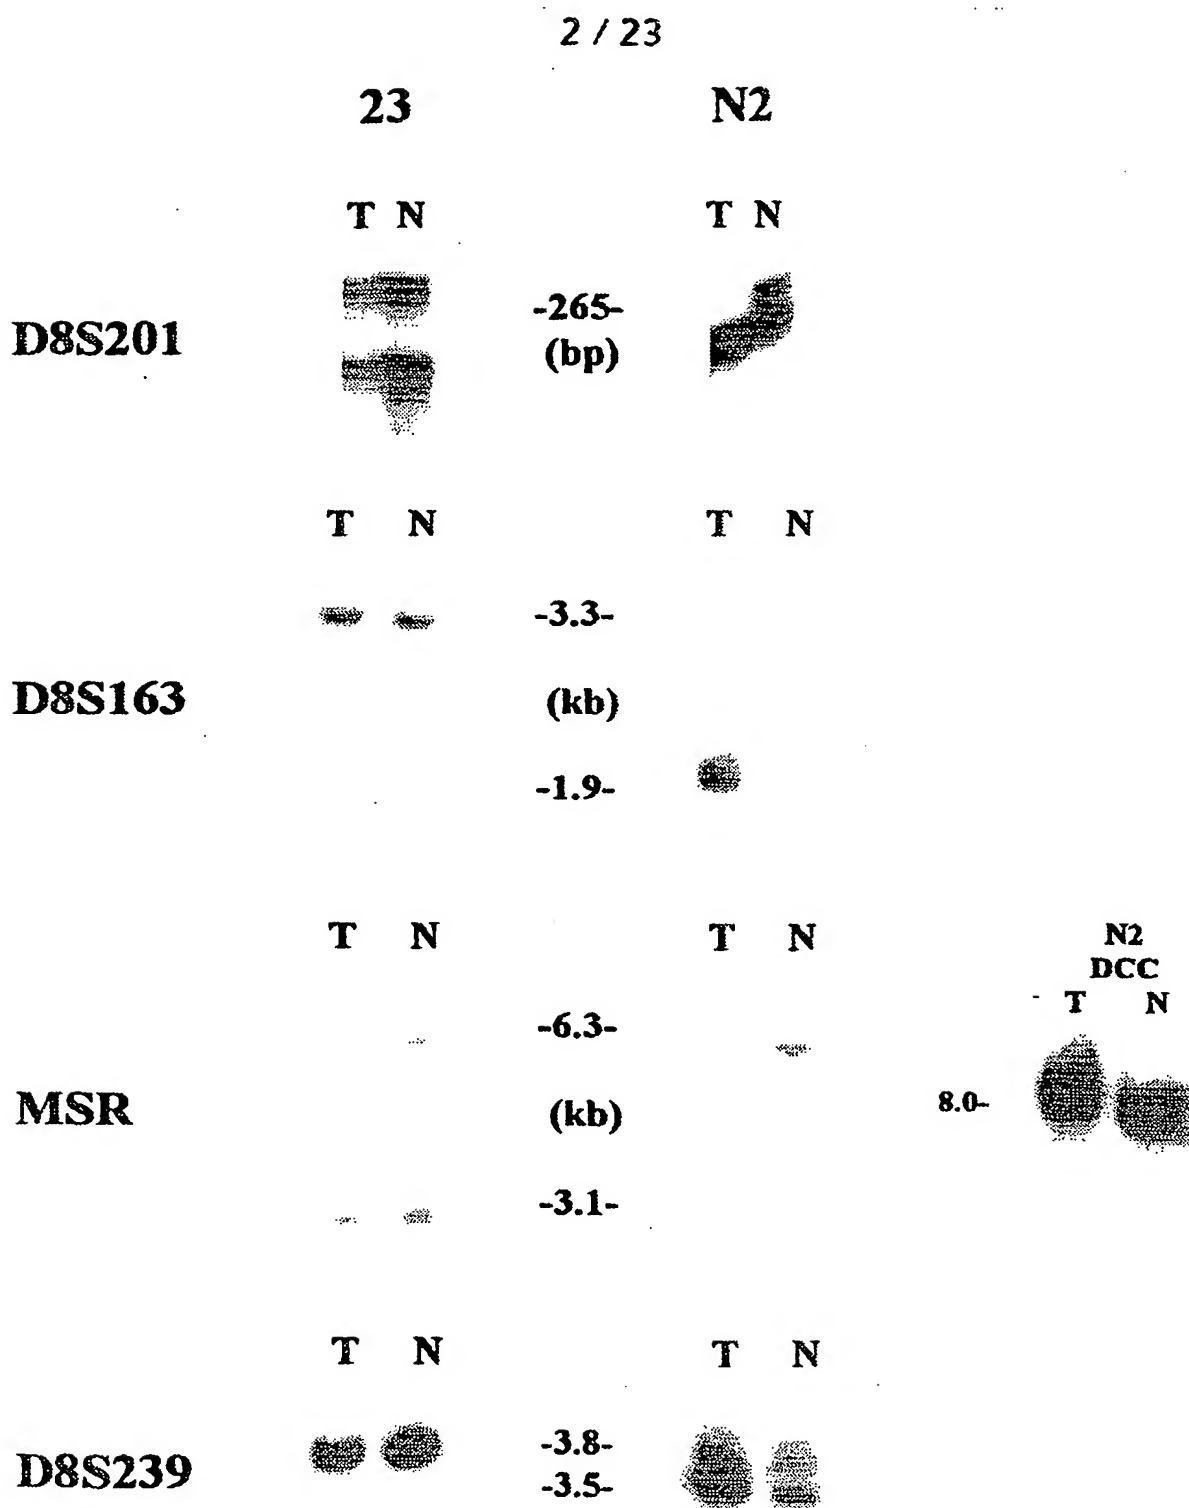 2 / 23
23 N2
T N T N
D8S201
-265-
(bp)
T N T N
-3.3-
D8S163
(kb)
-1.9-
T N T N
N2
DCC
T N
-6.3-
MSR
(kb)
8.0-
-3.1-
T N T N
D8S239
-3.8-
-3.5-